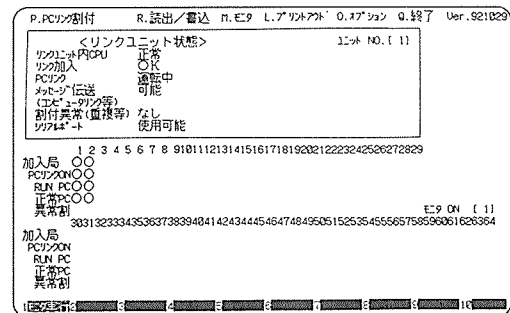 P.PCリンク割付 R.読出／書込 M.モニタ L.プリントアウト O.オプション Q.終了 Ver.921029
<リンクユニット状態> ユニット NO.[ 1]
リンクユニット内CPU 正常
リンク加入 OK
PCリンク 運転中
メッセージ伝送 可能
(コンピュータリンク等)
割付異常(重複等) なし
シリアルポート 使用可能
1 2 3 4 5 6 7 8 91011121314151617181920212223242526272829
加入局 ○○
PCリンクON ○○
RUN PC ○○
正常PC ○○
異常割
モニタ ON [ 1]
3031323334353637383940414243444546474849505152535455565758596061626364
加入局
PCリンクON
RUN PC
正常PC
異常割